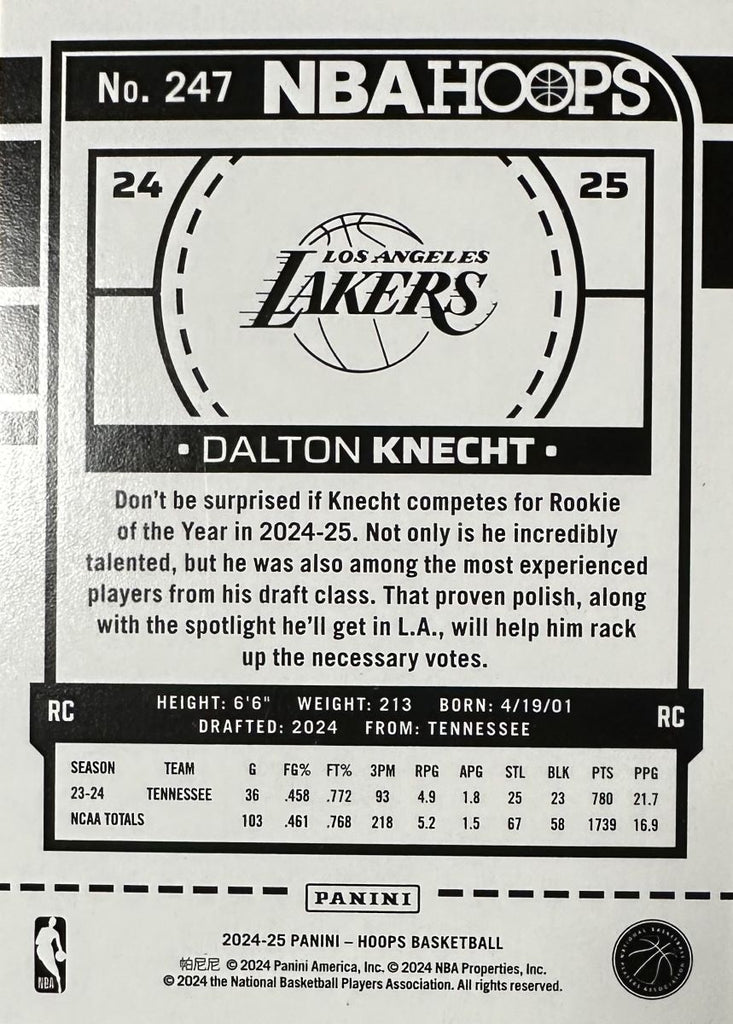 No. 247 NBA HOOPS
24 25
LOS ANGELES
LAKERS
• DALTON KNECHT •
Don't be surprised if Knecht competes for Rookie
of the Year in 2024-25. Not only is he incredibly
talented, but he was also among the most experienced
players from his draft class. That proven polish, along
with the spotlight he'll get in L.A., will help him rack
up the necessary votes.
RC HEIGHT: 6'6" WEIGHT: 213 BORN: 4/19/01 RC
DRAFTED: 2024 FROM: TENNESSEE
SEASON TEAM G FG% FT% 3PM RPG APG STL BLK PTS PPG
23-24 TENNESSEE 36 .458 .772 93 4.9 1.8 25 23 780 21.7
NCAA TOTALS 103 .461 .768 218 5.2 1.5 67 58 1739 16.9
PANINI
2024-25 PANINI – HOOPS BASKETBALL
帕尼尼 © 2024 Panini America, Inc. © 2024 NBA Properties, Inc.
© 2024 the National Basketball Players Association. All rights reserved.
NBA
NATIONAL BASKETBALL
PLAYERS ASSOCIATION